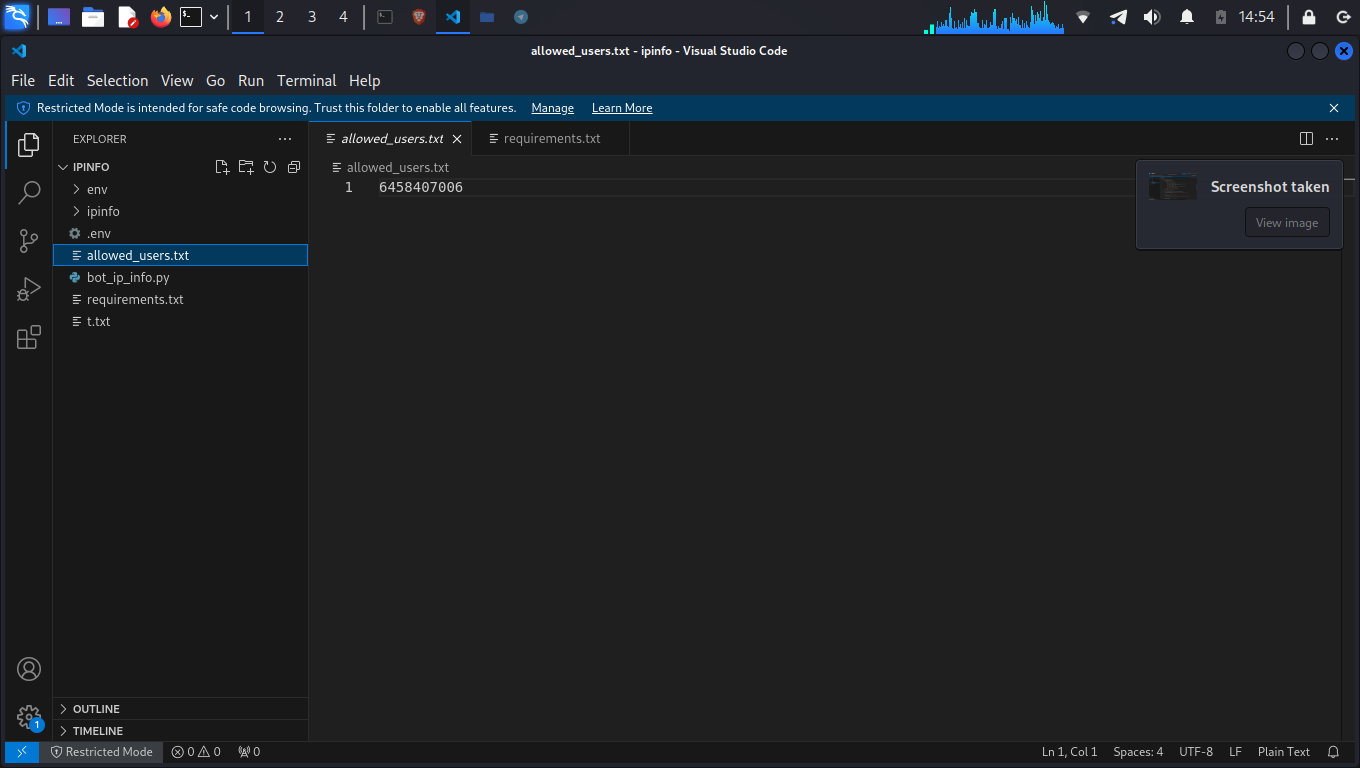 1 2 3 4 14:54
allowed_users.txt - ipinfo - Visual Studio Code
File Edit Selection View Go Run Terminal Help
Restricted Mode is intended for safe code browsing. Trust this folder to enable all features. Manage Learn More
EXPLORER
allowed_users.txt requirements.txt
IPINFO
allowed_users.txt
1 6458407006
Screenshot taken
View image
env
ipinfo
.env
allowed_users.txt
bot_ip_info.py
requirements.txt
t.txt
OUTLINE
TIMELINE
1
Restricted Mode 0 0 0 Ln 1, Col 1 Spaces: 4 UTF-8 LF Plain Text